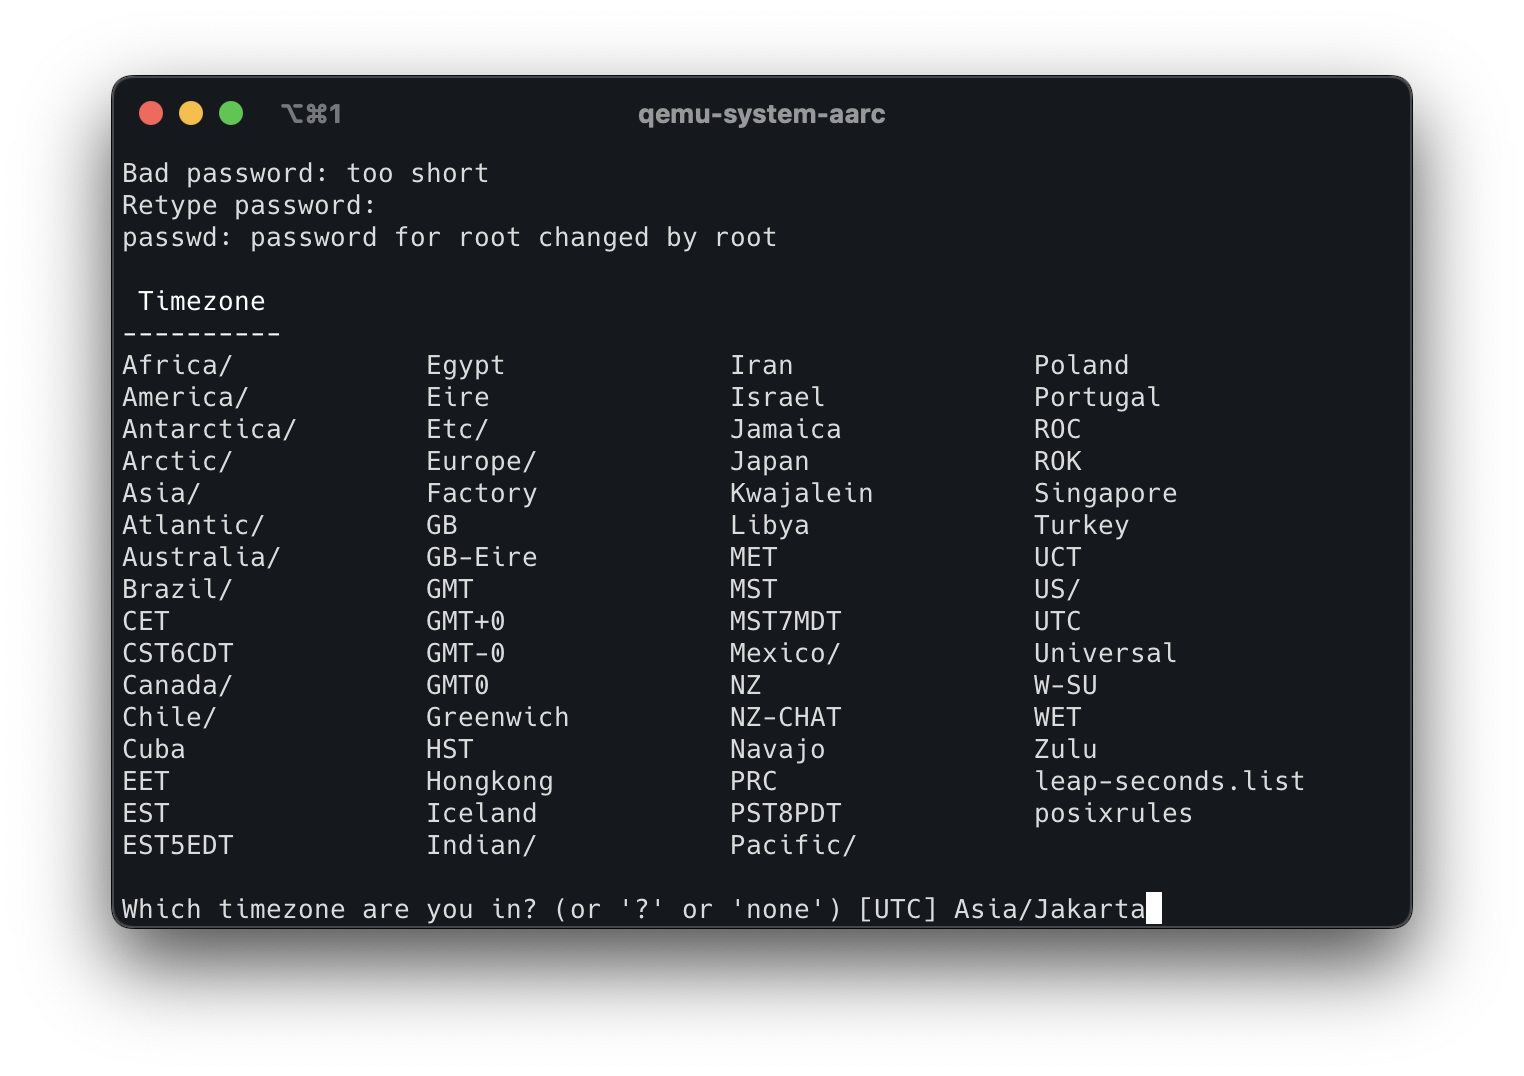 ⌥⌘1 qemu-system-aarc
Bad password: too short
Retype password:
passwd: password for root changed by root
Timezone
----------
Africa/ Egypt Iran Poland
America/ Eire Israel Portugal
Antarctica/ Etc/ Jamaica ROC
Arctic/ Europe/ Japan ROK
Asia/ Factory Kwajalein Singapore
Atlantic/ GB Libya Turkey
Australia/ GB-Eire MET UCT
Brazil/ GMT MST US/
CET GMT+0 MST7MDT UTC
CST6CDT GMT-0 Mexico/ Universal
Canada/ GMT0 NZ W-SU
Chile/ Greenwich NZ-CHAT WET
Cuba HST Navajo Zulu
EET Hongkong PRC leap-seconds.list
EST Iceland PST8PDT posixrules
EST5EDT Indian/ Pacific/
Which timezone are you in? (or '?' or 'none') [UTC] Asia/Jakarta